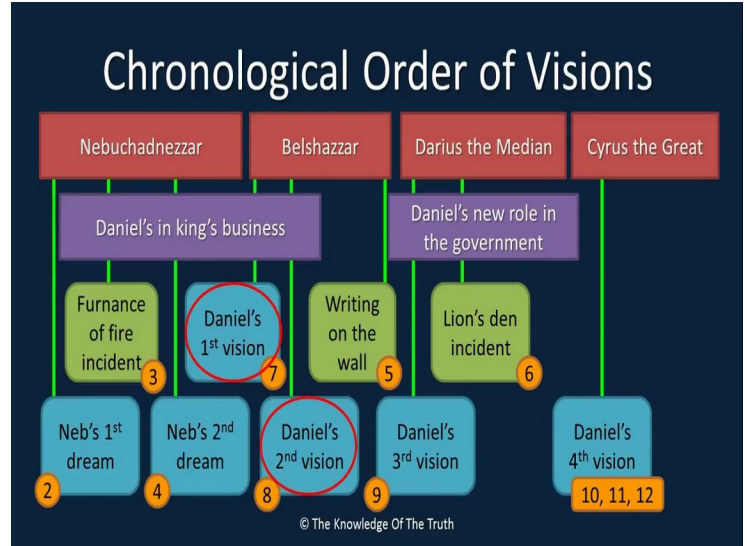 Chronological Order of Visions
Nebuchadnezzar
Belshazzar
Darius the Median
Cyrus the Great
Daniel's in king's business
Daniel's new role in
the government
Furnance
of fire
incident
3
Daniel's
1st vision
7
Writing
on the
wall
5
Lion's den
incident
6
Neb's 1st
dream
2
Neb's 2nd
dream
4
Daniel's
2nd vision
8
Daniel's
3rd vision
9
Daniel's
4th vision
10, 11, 12
© The Knowledge Of The Truth